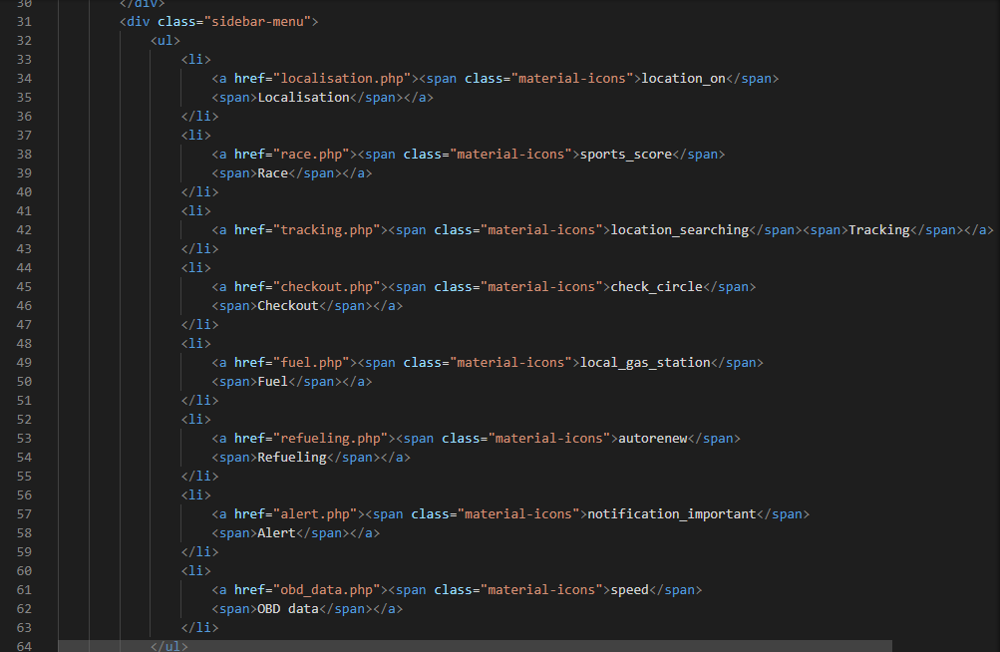 30 </div>
31 <div class="sidebar-menu">
32 <ul>
33 <li>
34 <a href="localisation.php"><span class="material-icons">location_on</span>
35 <span>Localisation</span></a>
36 </li>
37 <li>
38 <a href="race.php"><span class="material-icons">sports_score</span>
39 <span>Race</span></a>
40 </li>
41 <li>
42 <a href="tracking.php"><span class="material-icons">location_searching</span><span>Tracking</span></a>
43 </li>
44 <li>
45 <a href="checkout.php"><span class="material-icons">check_circle</span>
46 <span>Checkout</span></a>
47 </li>
48 <li>
49 <a href="fuel.php"><span class="material-icons">local_gas_station</span>
50 <span>Fuel</span></a>
51 </li>
52 <li>
53 <a href="refueling.php"><span class="material-icons">autorenew</span>
54 <span>Refueling</span></a>
55 </li>
56 <li>
57 <a href="alert.php"><span class="material-icons">notification_important</span>
58 <span>Alert</span></a>
59 </li>
60 <li>
61 <a href="obd_data.php"><span class="material-icons">speed</span>
62 <span>OBD data</span></a>
63 </li>
64 </ul>